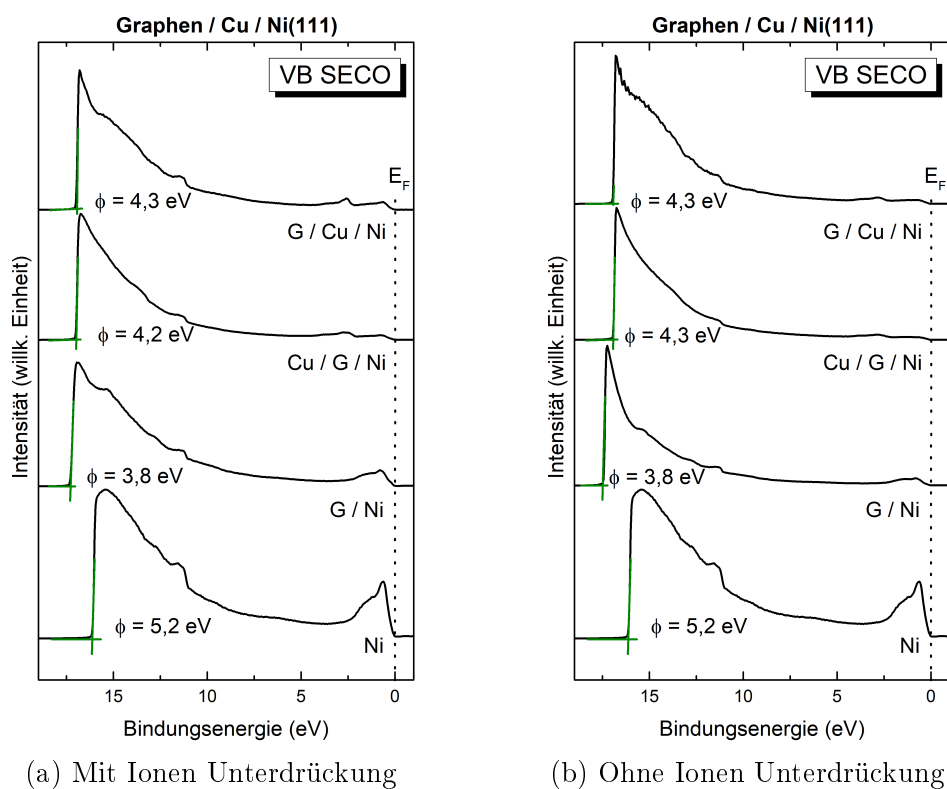 Graphen / Cu / Ni(111)
VB SECO
E_F
ϕ = 4,3 eV
G / Cu / Ni
ϕ = 4,2 eV
Cu / G / Ni
ϕ = 3,8 eV
G / Ni
ϕ = 5,2 eV
Ni
Intensität (willk. Einheit)
15 10 5 0
Bindungsenergie (eV)
(a) Mit Ionen Unterdrückung
Graphen / Cu / Ni(111)
VB SECO
E_F
ϕ = 4,3 eV
G / Cu / Ni
ϕ = 4,3 eV
Cu / G / Ni
ϕ = 3,8 eV
G / Ni
ϕ = 5,2 eV
Ni
Intensität (willk. Einheit)
15 10 5 0
Bindungsenergie (eV)
(b) Ohne Ionen Unterdrückung